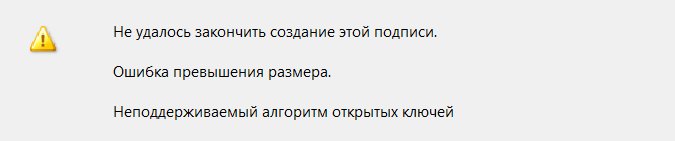 Не удалось закончить создание этой подписи.
Ошибка превышения размера.
Неподдерживаемый алгоритм открытых ключей